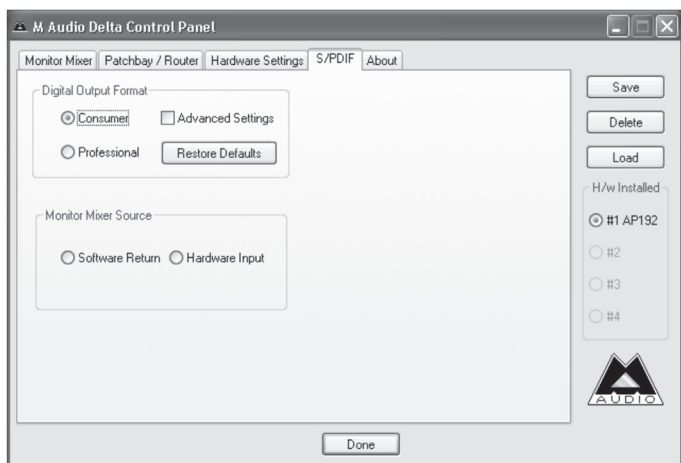 M Audio Delta Control Panel
Monitor Mixer Patchbay / Router Hardware Settings S/PDIF About
Digital Output Format
Consumer Advanced Settings
Professional Restore Defaults
Monitor Mixer Source
Software Return Hardware Input
Save
Delete
Load
H/w Installed
#1 AP192
#2
#3
#4
M
AUDIO
Done